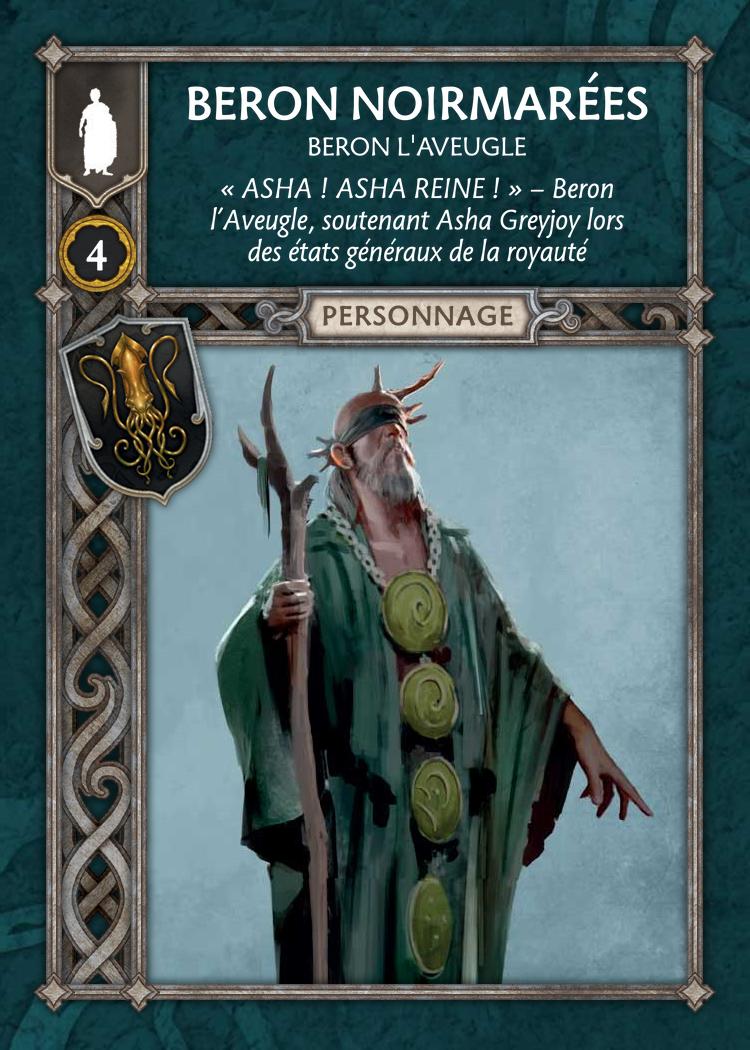 BERON NOIRMARÉES
BERON L'AVEUGLE
« ASHA ! ASHA REINE ! » – Beron
l'Aveugle, soutenant Asha Greyjoy lors
des états généraux de la royauté
4
PERSONNAGE